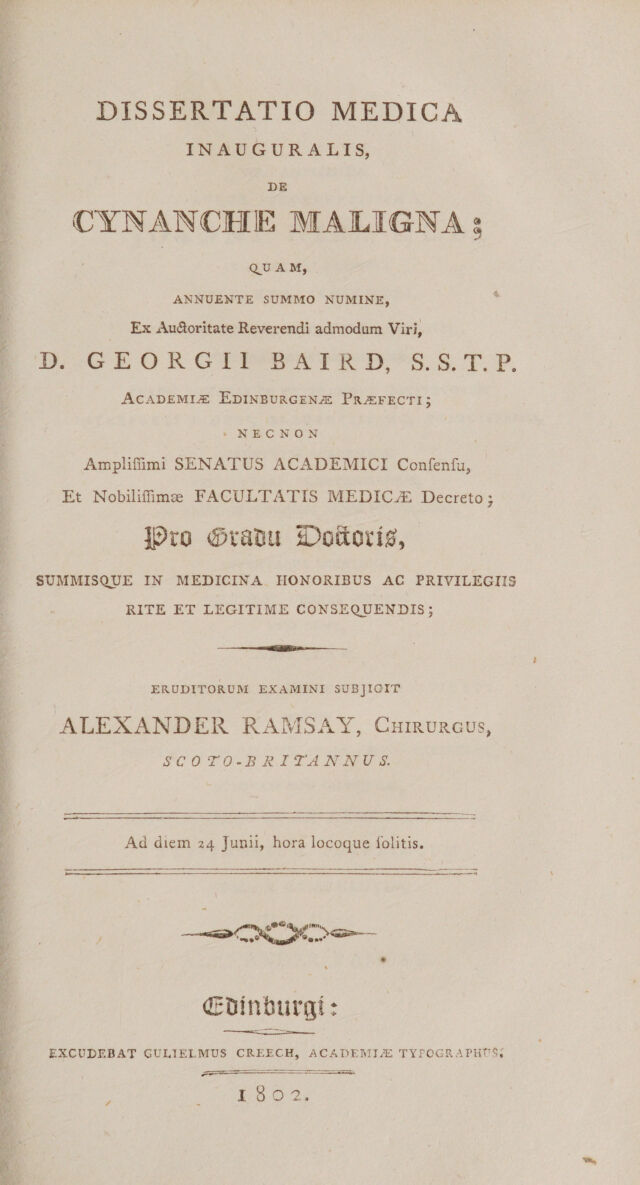 DISSERTATIO MEDICA
INAUGURALIS,
DE
CYNANCHE MALIGNA;
QUAM,
ANNUENTE SUMMO NUMINE,
Ex Auctoritate Reverendi admodum Viri,
D. GEORGII BAIRD, S. S. T. P.
ACADEMIÆ EDINBURGENÆ PRÆFECTI;
NECNON
Ampliſſimi SENATUS ACADEMICI Conſenſu,
Et Nobiliſſimæ FACULTATIS MEDICÆ Decreto;
Pro Gradu Doctoris,
SUMMISQUE IN MEDICINA HONORIBUS AC PRIVILEGIIS
RITE ET LEGITIME CONSEQUENDIS;
ERUDITORUM EXAMINI SUBJICIT
ALEXANDER RAMSAY, CHIRURGUS,
SCOTO-BRITANNUS.
Ad diem 24 Junii, hora locoque ſolitis.
Edinburgi:
EXCUDEBAT GULIELMUS CREECH, ACADEMIÆ TYPOGRAPHUS.
1802.